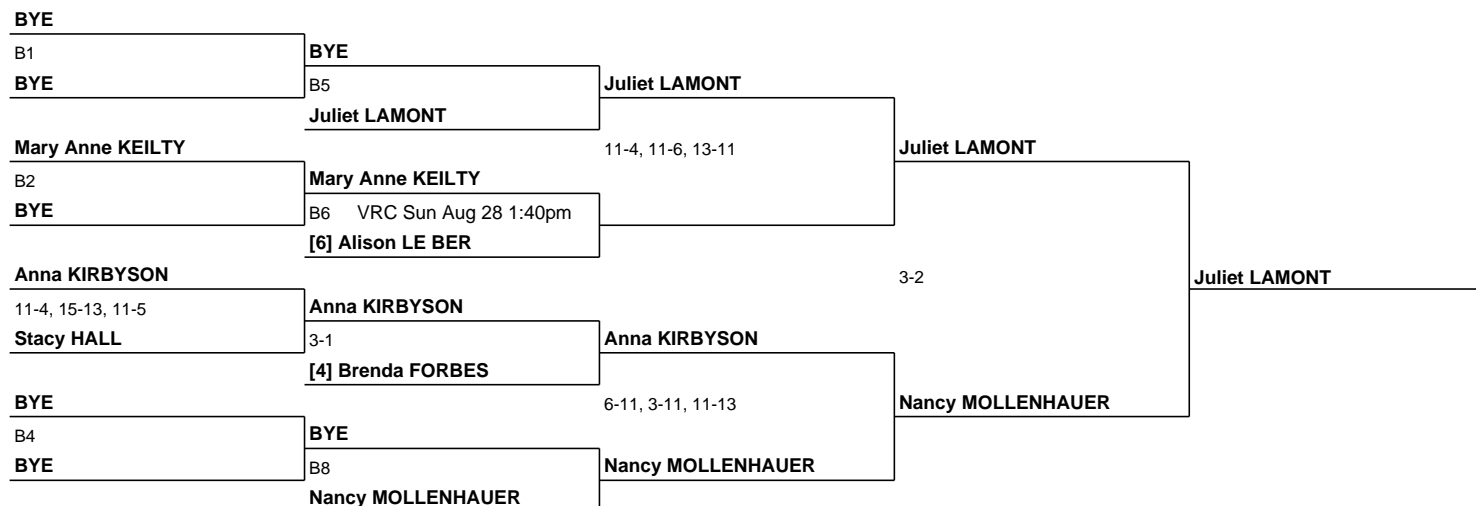 BYE
B1
BYE
BYE
B5
Juliet LAMONT
Juliet LAMONT
Mary Anne KEILTY
11-4, 11-6, 13-11
Juliet LAMONT
B2
Mary Anne KEILTY
BYE
B6 VRC Sun Aug 28 1:40pm
[6] Alison LE BER
Anna KIRBYSON
3-2
Juliet LAMONT
11-4, 15-13, 11-5
Anna KIRBYSON
Stacy HALL
3-1
Anna KIRBYSON
[4] Brenda FORBES
BYE
6-11, 3-11, 11-13
Nancy MOLLENHAUER
B4
BYE
BYE
B8
Nancy MOLLENHAUER
Nancy MOLLENHAUER